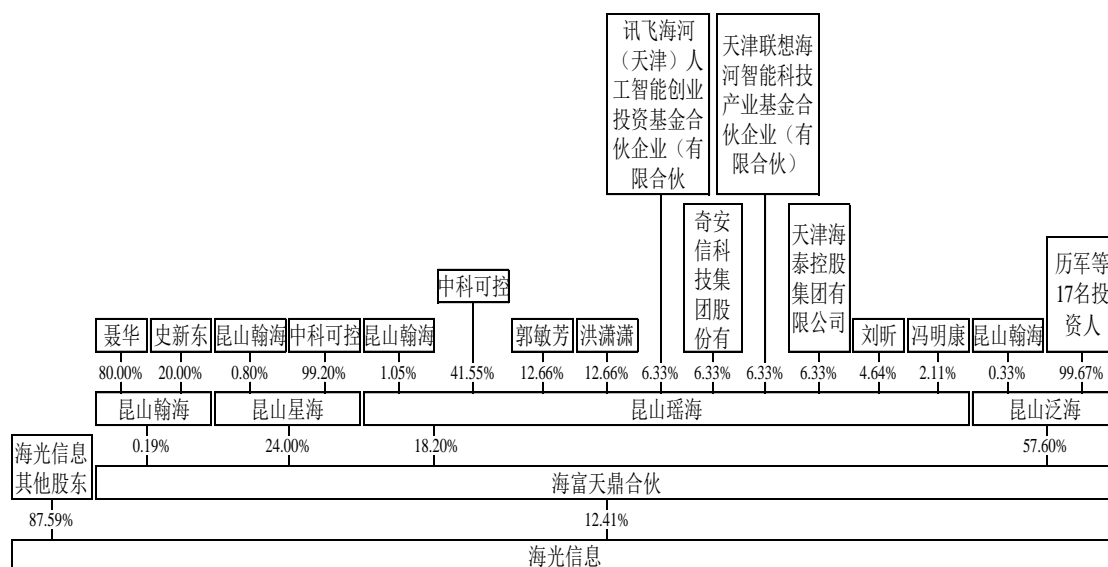 讯飞海河
（天津）人
工智能创业
投资基金合
伙企业（有
限合伙
天津联想海
河智能科技
产业基金合
伙企业（有
限合伙）
奇安
信科
技集
团股
份有
天津海
泰控股
集团有
限公司
历军等
17名投
资人
中科可控
聂华
史新东
昆山翰海
中科可控
昆山翰海
郭敏芳
洪潇潇
刘昕
冯明康
昆山翰海
80.00%
20.00%
0.80%
99.20%
1.05%
41.55%
12.66%
12.66%
6.33%
6.33%
6.33%
6.33%
4.64%
2.11%
0.33%
99.67%
昆山翰海
昆山星海
昆山瑶海
昆山泛海
0.19%
24.00%
18.20%
57.60%
海光信息
其他股东
海富天鼎合伙
87.59%
12.41%
海光信息